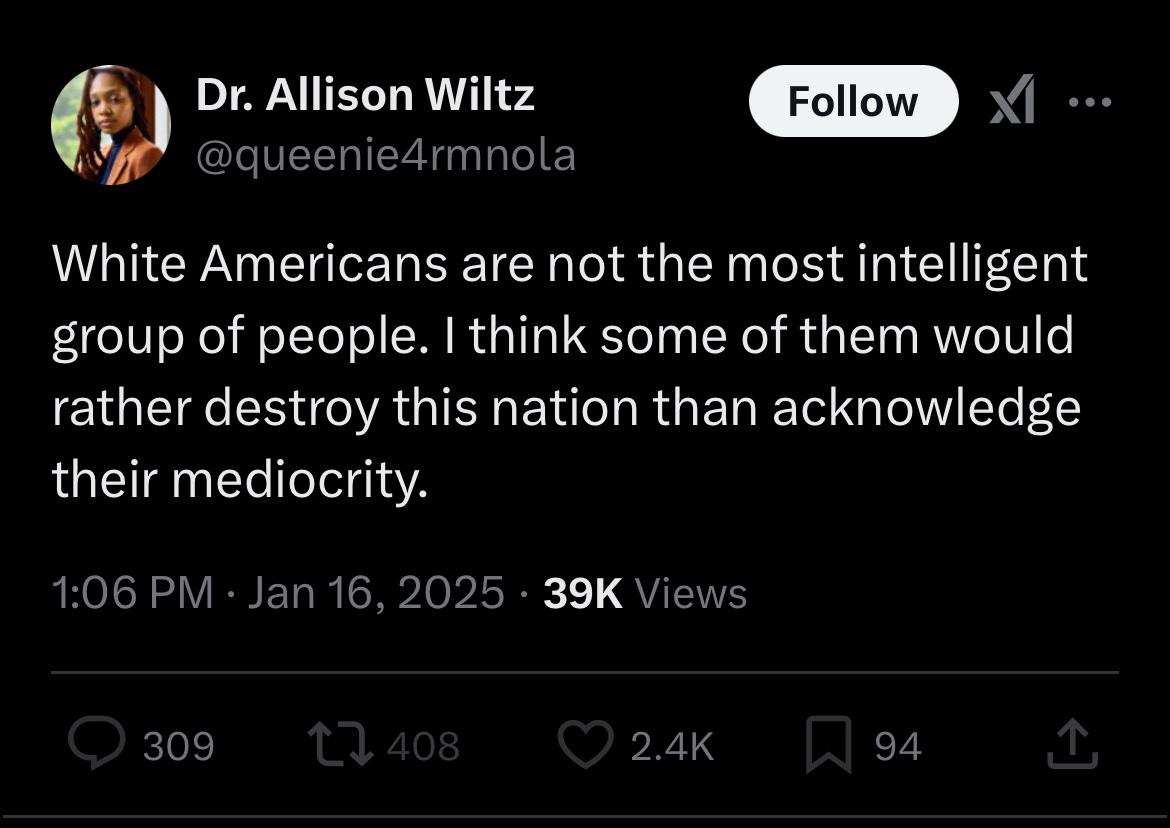 Dr. Allison Wiltz
@queenie4rmnola
Follow
White Americans are not the most intelligent
group of people. I think some of them would
rather destroy this nation than acknowledge
their mediocrity.
1:06 PM · Jan 16, 2025 · 39K Views
309
408
2.4K
94